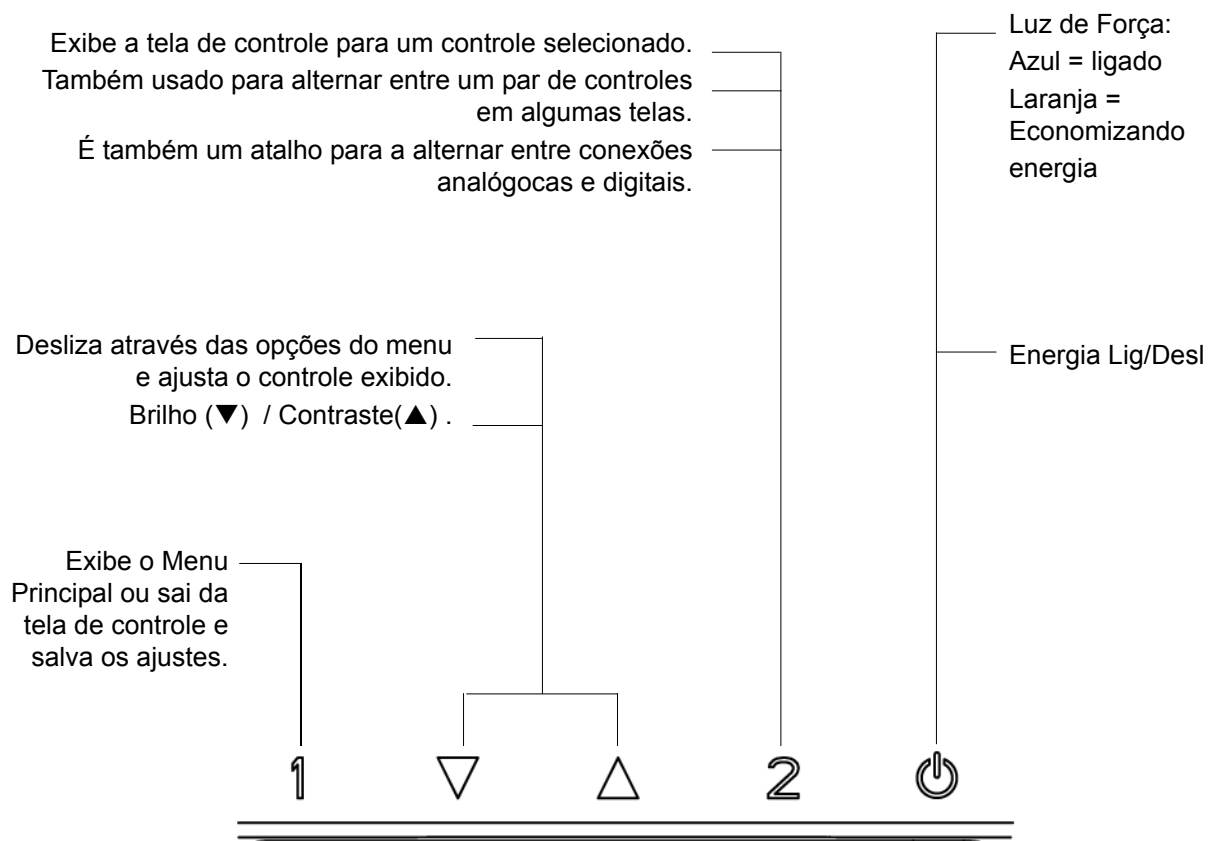 Exibe a tela de controle para um controle selecionado.
Também usado para alternar entre um par de controles
em algumas telas.
É também um atalho para a alternar entre conexões
analógocas e digitais.
Luz de Força:
Azul = ligado
Laranja =
Economizando
energia
Desliza através das opções do menu
e ajusta o controle exibido.
Brilho (▼) / Contraste(▲) .
Energia Lig/Desl
Exibe o Menu
Principal ou sai da
tela de controle e
salva os ajustes.
1 ▽ △ 2 ⏻